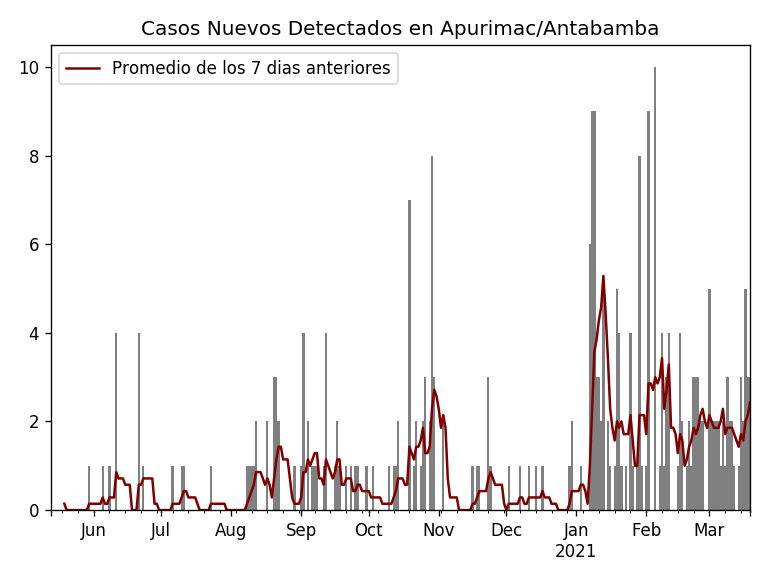 Casos Nuevos Detectados en Apurimac/Antabamba
Promedio de los 7 dias anteriores
10
8
6
4
2
0
Jun Jul Aug Sep Oct Nov Dec Jan Feb Mar
2021